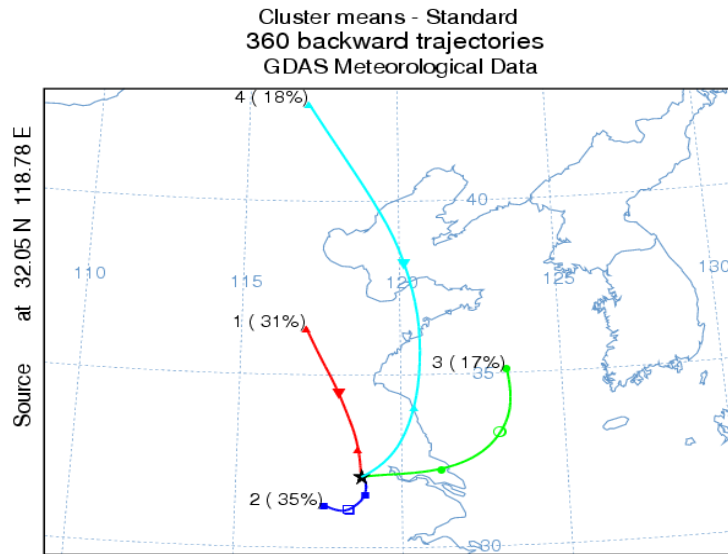 Cluster means - Standard
360 backward trajectories
GDAS Meteorological Data
Source at 32.05 N 118.78 E
4 ( 18%)
40
110
115
120
125
130
1 ( 31%)
3 ( 17%)
35
2 ( 35%)
30